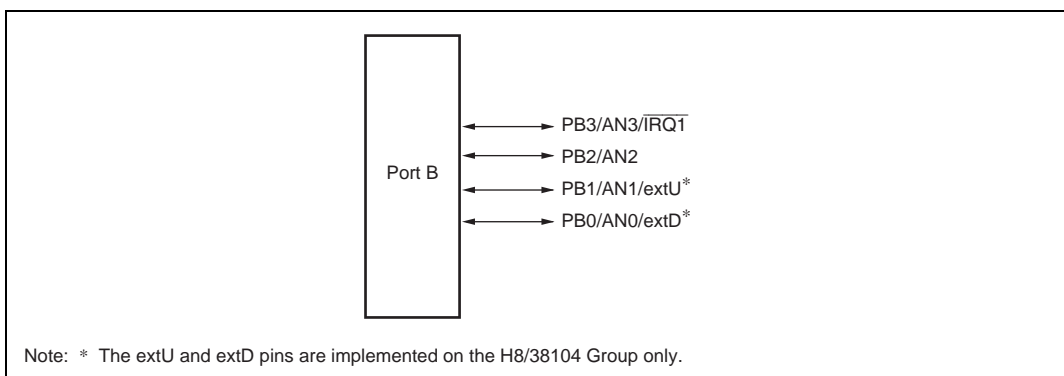 Port B
PB3/AN3/I̅R̅Q̅1̅
PB2/AN2
PB1/AN1/extU*
PB0/AN0/extD*
Note: * The extU and extD pins are implemented on the H8/38104 Group only.